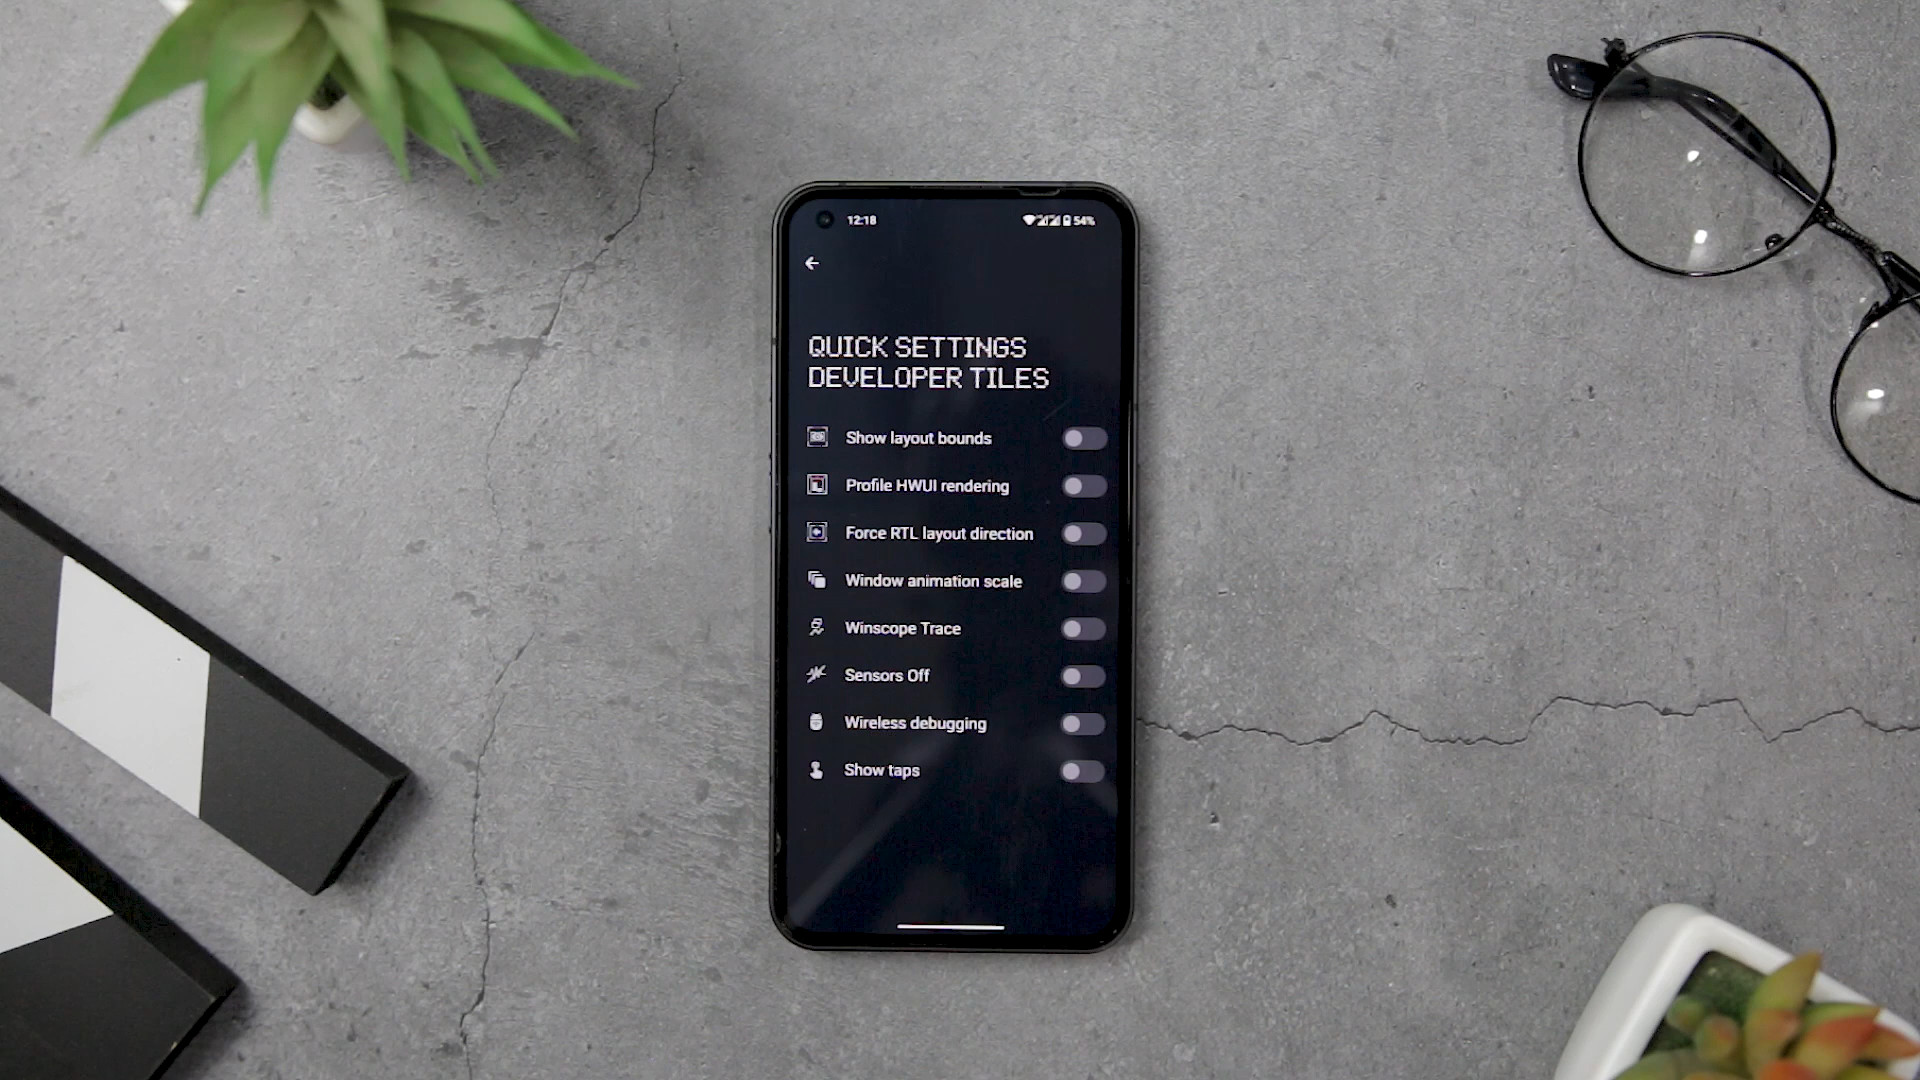 12:18
54%
QUICK SETTINGS
DEVELOPER TILES
Show layout bounds
Profile HWUI rendering
Force RTL layout direction
Window animation scale
Winscope Trace
Sensors Off
Wireless debugging
Show taps